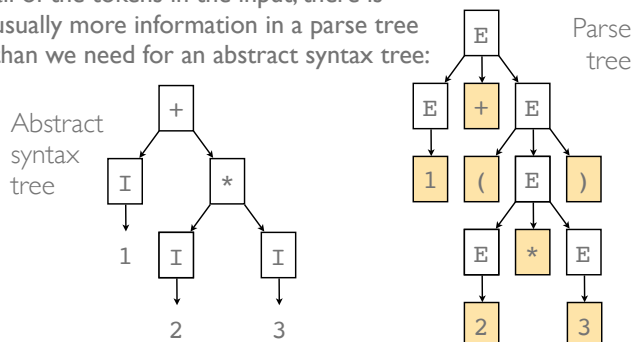 all of the tokens in the input, there is
usually more information in a parse tree
than we need for an abstract syntax tree:
Parse
tree
Abstract
syntax
tree
+
I *
1 I I
2 3
E
E + E
1 ( E )
E * E
2 3